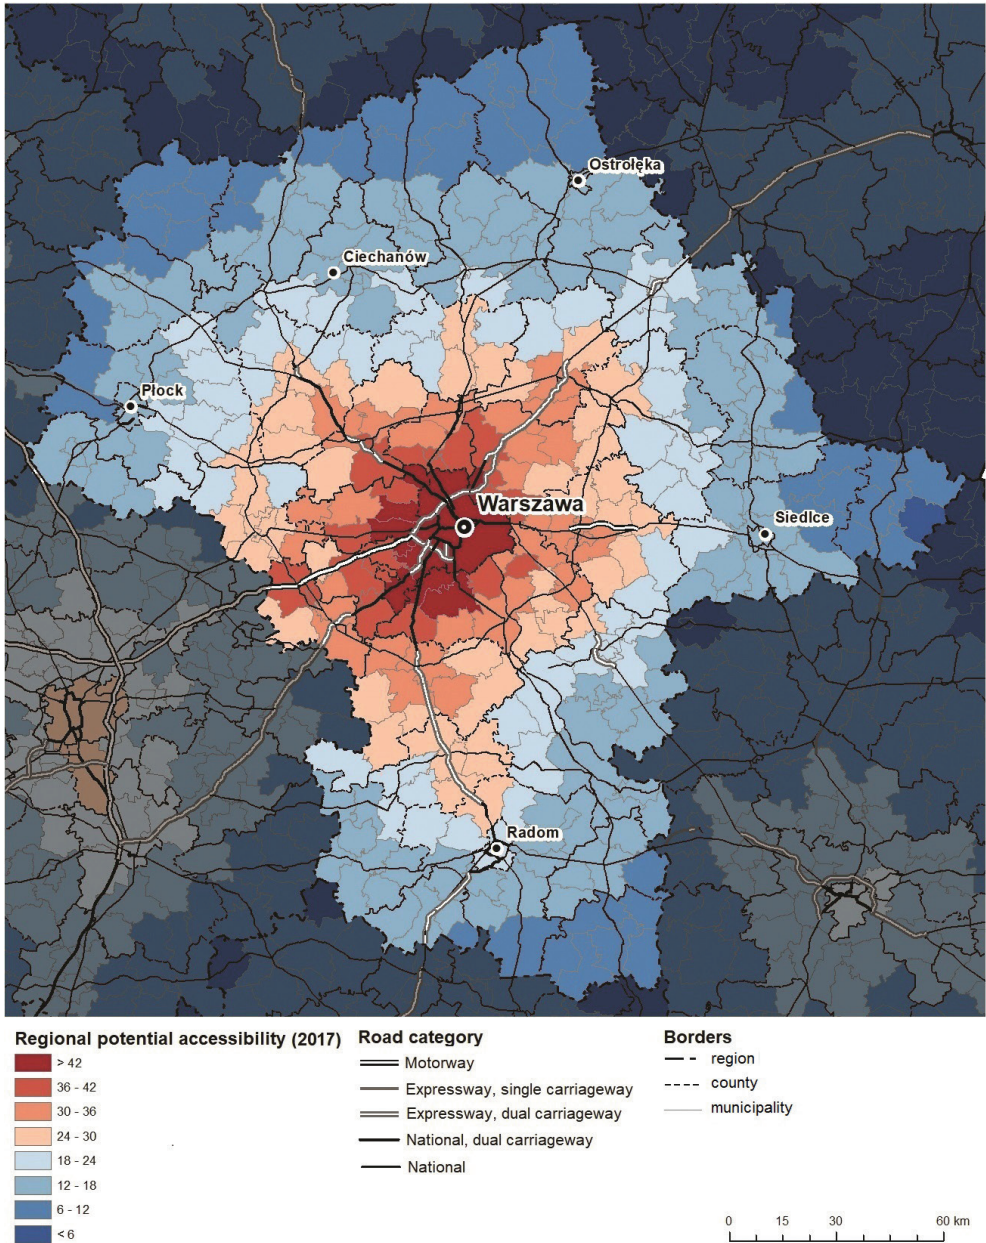 Ostrołęka
Ciechanów
Płock
Warszawa
Siedlce
Radom
Regional potential accessibility (2017)
> 42
36 - 42
30 - 36
24 - 30
18 - 24
12 - 18
6 - 12
< 6
Road category
Motorway
Expressway, single carriageway
Expressway, dual carriageway
National, dual carriageway
National
Borders
region
county
municipality
0 15 30 60 km